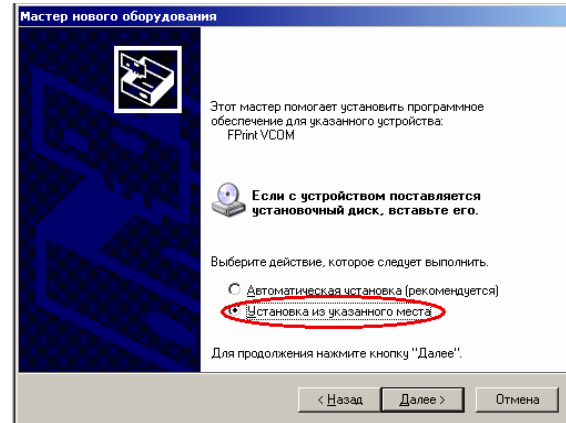 Мастер нового оборудования
Этот мастер помогает установить программное
обеспечение для указанного устройства:
FPrint VCOM
Если с устройством поставляется
установочный диск, вставьте его.
Выберите действие, которое следует выполнить.
Автоматическая установка (рекомендуется)
Установка из указанного места
Для продолжения нажмите кнопку "Далее".
< Назад
Далее >
Отмена